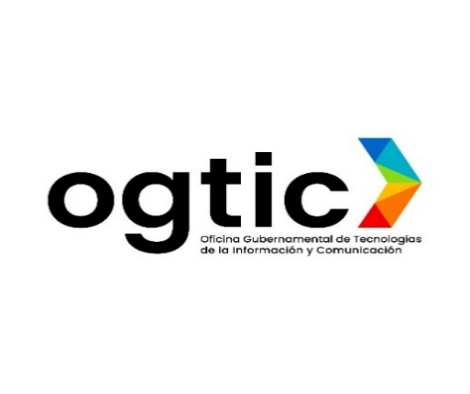 ogtic
Oficina Gubernamental de Tecnologías
de la Información y Comunicación